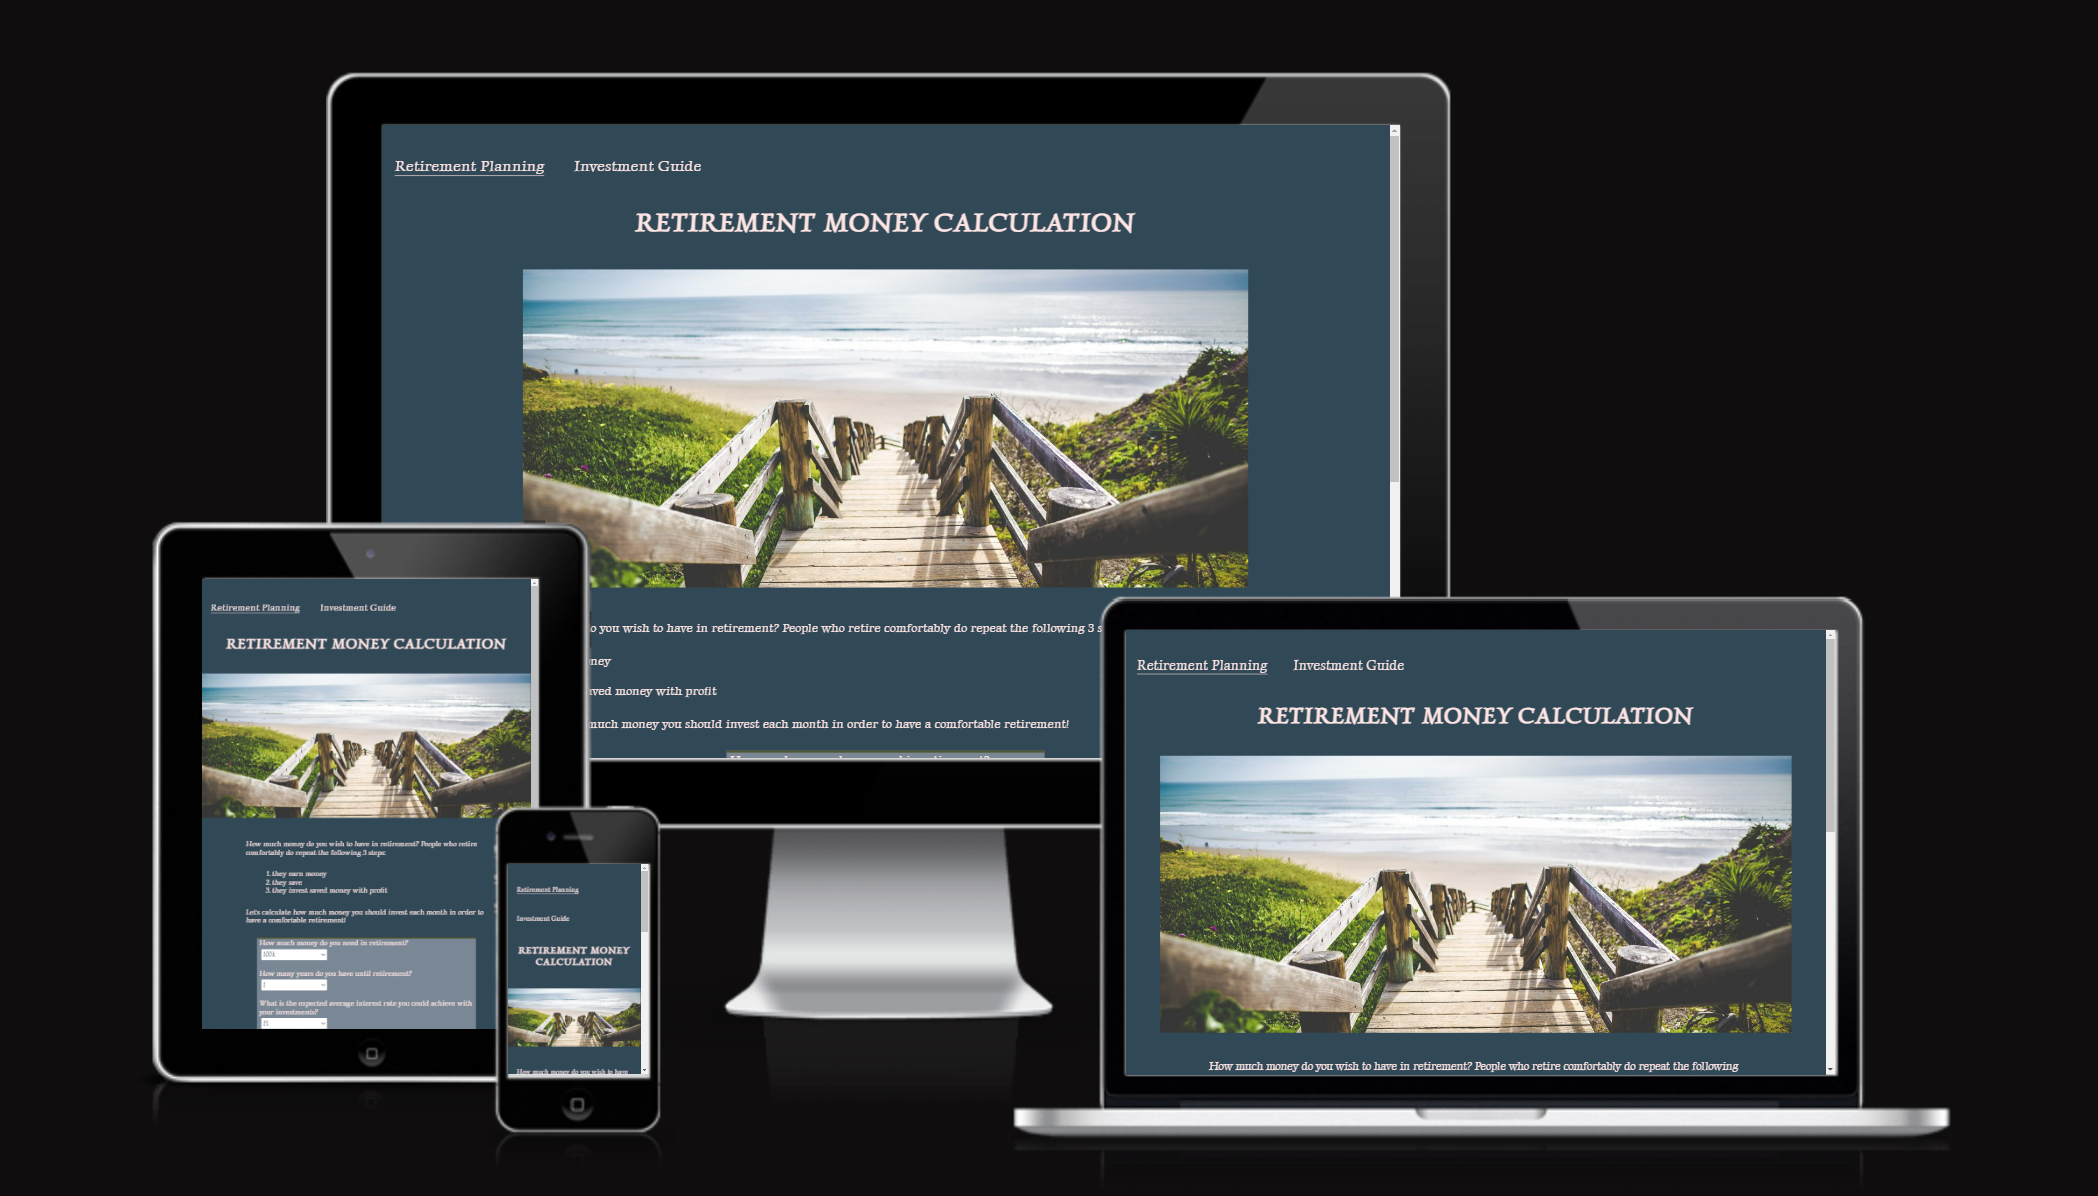 Retirement Planning Investment Guide
RETIREMENT MONEY CALCULATION
o you wish to have in retirement? People who retire comfortably do repeat the following 3 s
ney
ved money with profit
much money you should invest each month in order to have a comfortable retirement!
Retirement Planning Investment Guide
RETIREMENT MONEY CALCULATION
How much money do you wish to have in retirement? People who retire
comfortably do repeat the following 3 steps:
1. they earn money
2. they save
3. they invest saved money with profit
Let's calculate how much money you should invest each month in order to
have a comfortable retirement!
How much money do you need in retirement?
100k
How many years do you have until retirement?
What is the expected average interest rate you could achieve with
your investments?
Retirement Planning
Investment Guide
RETIREMENT MONEY
CALCULATION
How much money do you wish to have
Retirement Planning Investment Guide
RETIREMENT MONEY CALCULATION
How much money do you wish to have in retirement? People who retire comfortably do repeat the following